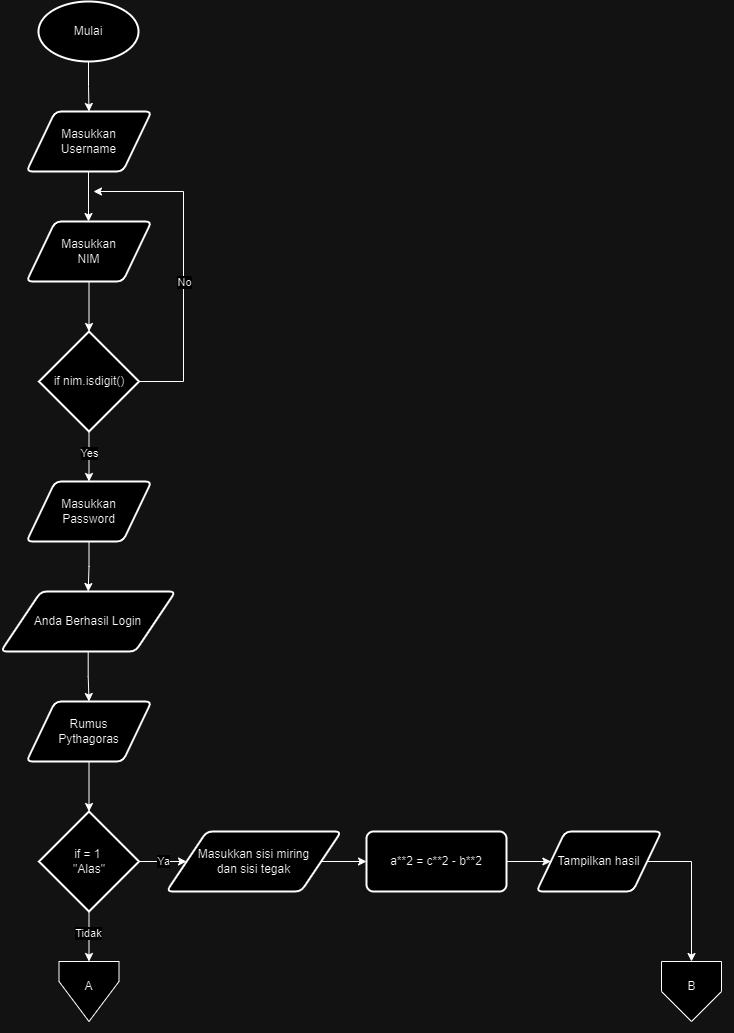 Mulai
Masukkan
Username
Masukkan
NIM
No
if nim.isdigit()
Yes
Masukkan
Password
Anda Berhasil Login
Rumus
Pythagoras
if = 1
"Alas"
Ya
Masukkan sisi miring
dan sisi tegak
a**2 = c**2 - b**2
Tampilkan hasil
Tidak
A
B